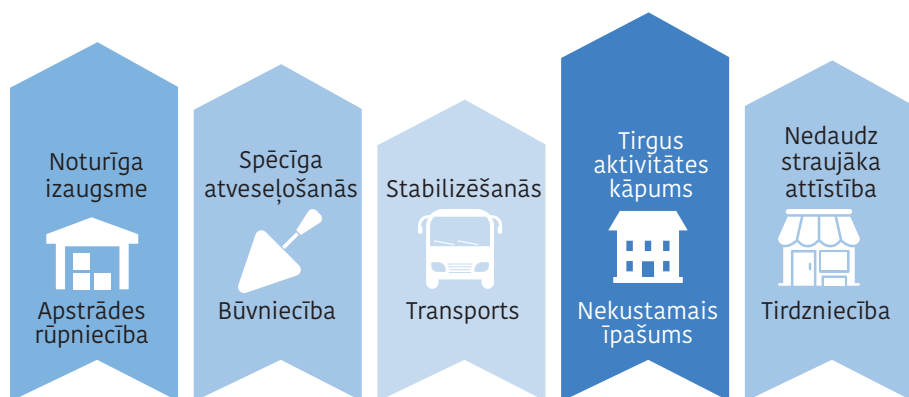 Noturīga
izaugsme
Apstrādes
rūpniecība
Spēcīga
atveseļošanās
Būvniecība
Stabilizēšanās
Transports
Tirgus
aktivitātes
kāpums
Nekustamais
īpašums
Nedaudz
straujāka
attīstība
Tirdzniecība